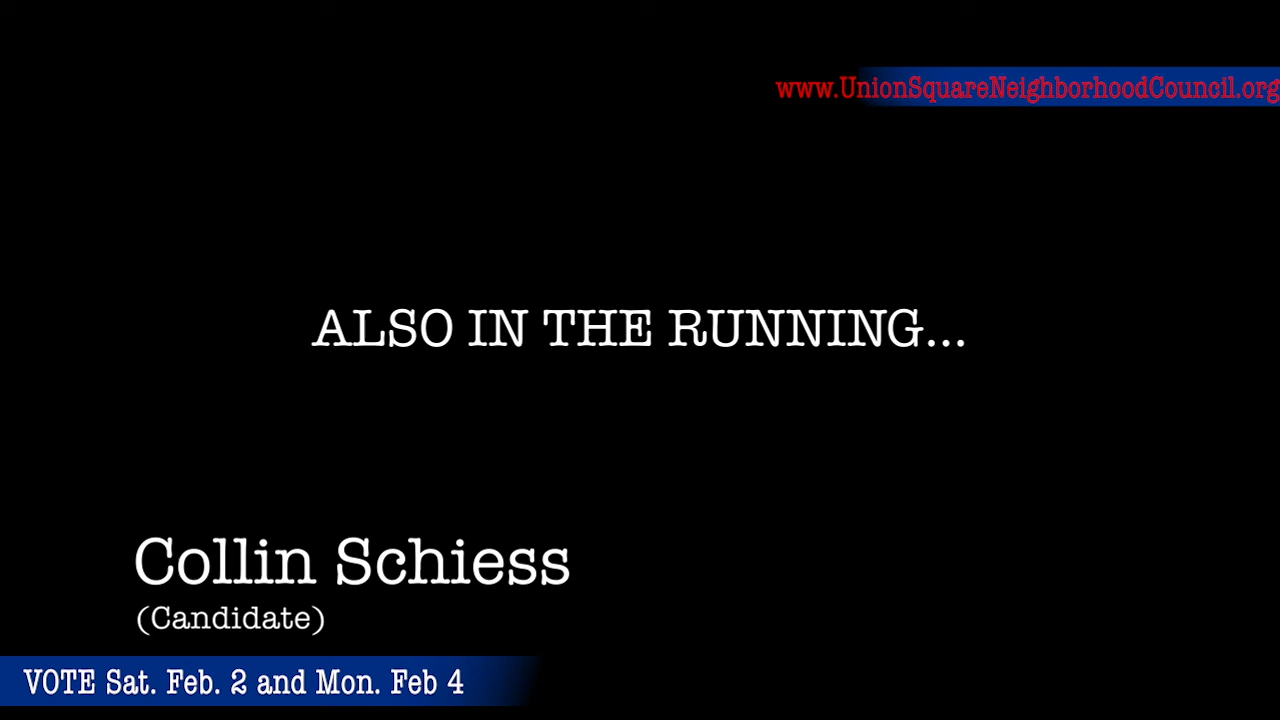 www.UnionSquareNeighborhoodCouncil.org
ALSO IN THE RUNNING...
Collin Schiess
(Candidate)
VOTE Sat. Feb. 2 and Mon. Feb 4